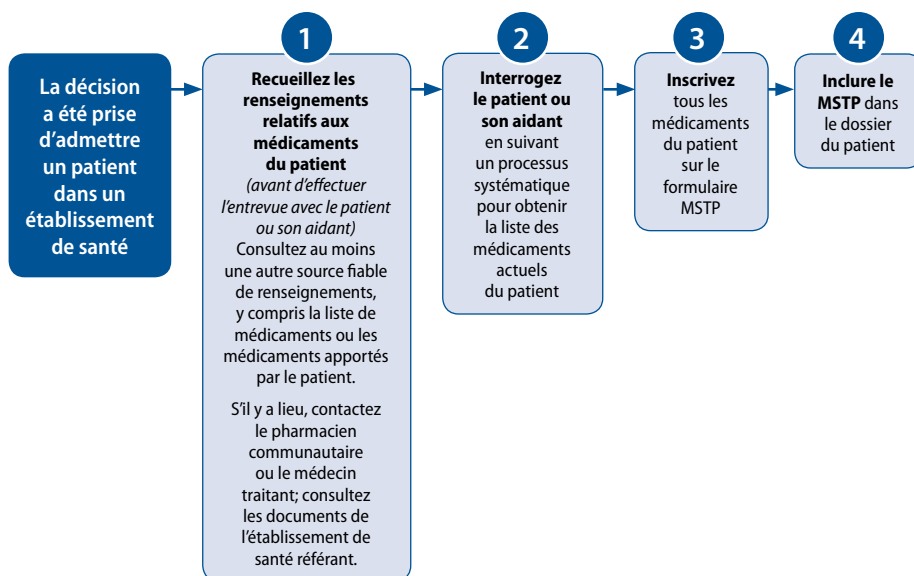 La décision
a été prise
d'admettre
un patient
dans un
établissement
de santé
1
Recueillez les
renseignements
relatifs aux
médicaments
du patient
(avant d'effectuer
l'entrevue avec le patient
ou son aidant)
Consultez au moins
une autre source fiable
de renseignements,
y compris la liste de
médicaments ou les
médicaments apportés
par le patient.
S'il y a lieu, contactez
le pharmacien
communautaire
ou le médecin
traitant; consultez
les documents de
l'établissement de
santé référant.
2
Interrogez
le patient ou
son aidant
en suivant
un processus
systématique
pour obtenir
la liste des
médicaments
actuels
du patient
3
Inscrivez
tous les
médicaments
du patient
sur le
formulaire
MSTP
4
Inclure le
MSTP dans
le dossier
du patient